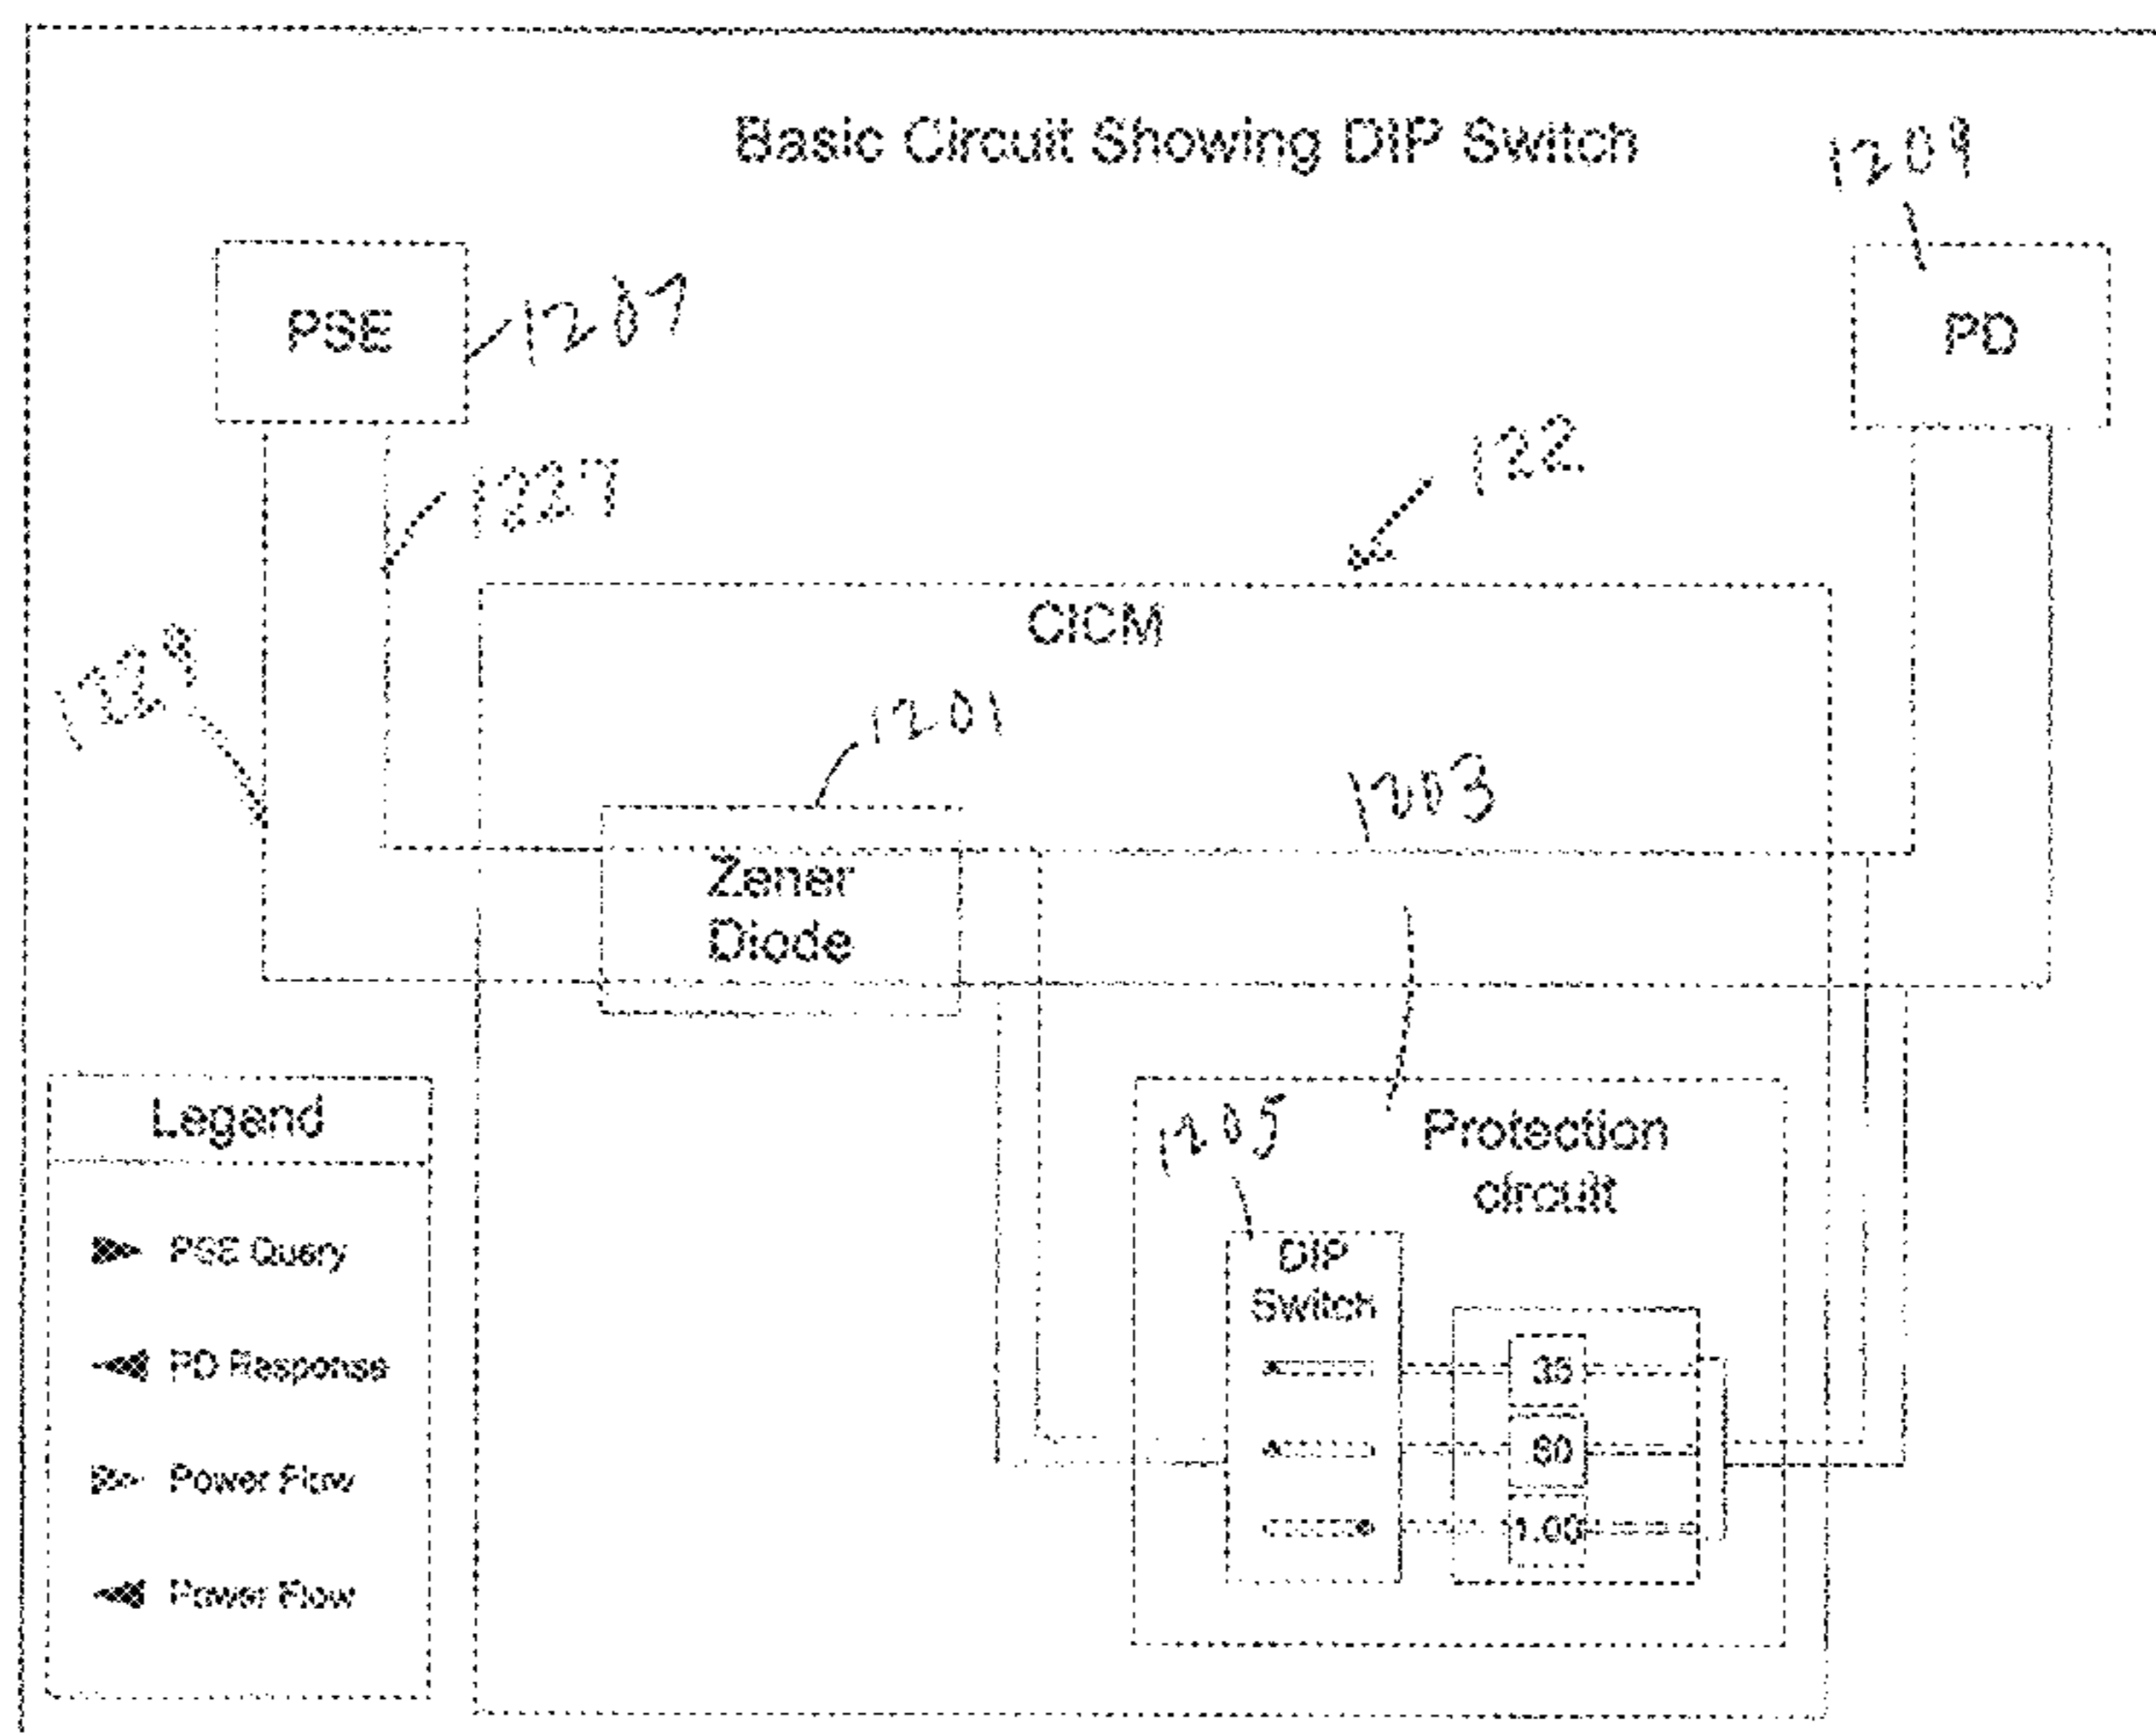 Basic Circuit Showing DIP Switch
1209
PSE
1207
PD
122
1227
CICM
1229
1201
1203
Zener
Diode
Legend
PSE Query
PD Response
Power Flow
Power Flow
Protection
circuit
1205
DIP
Switch
.35
.60
1.00